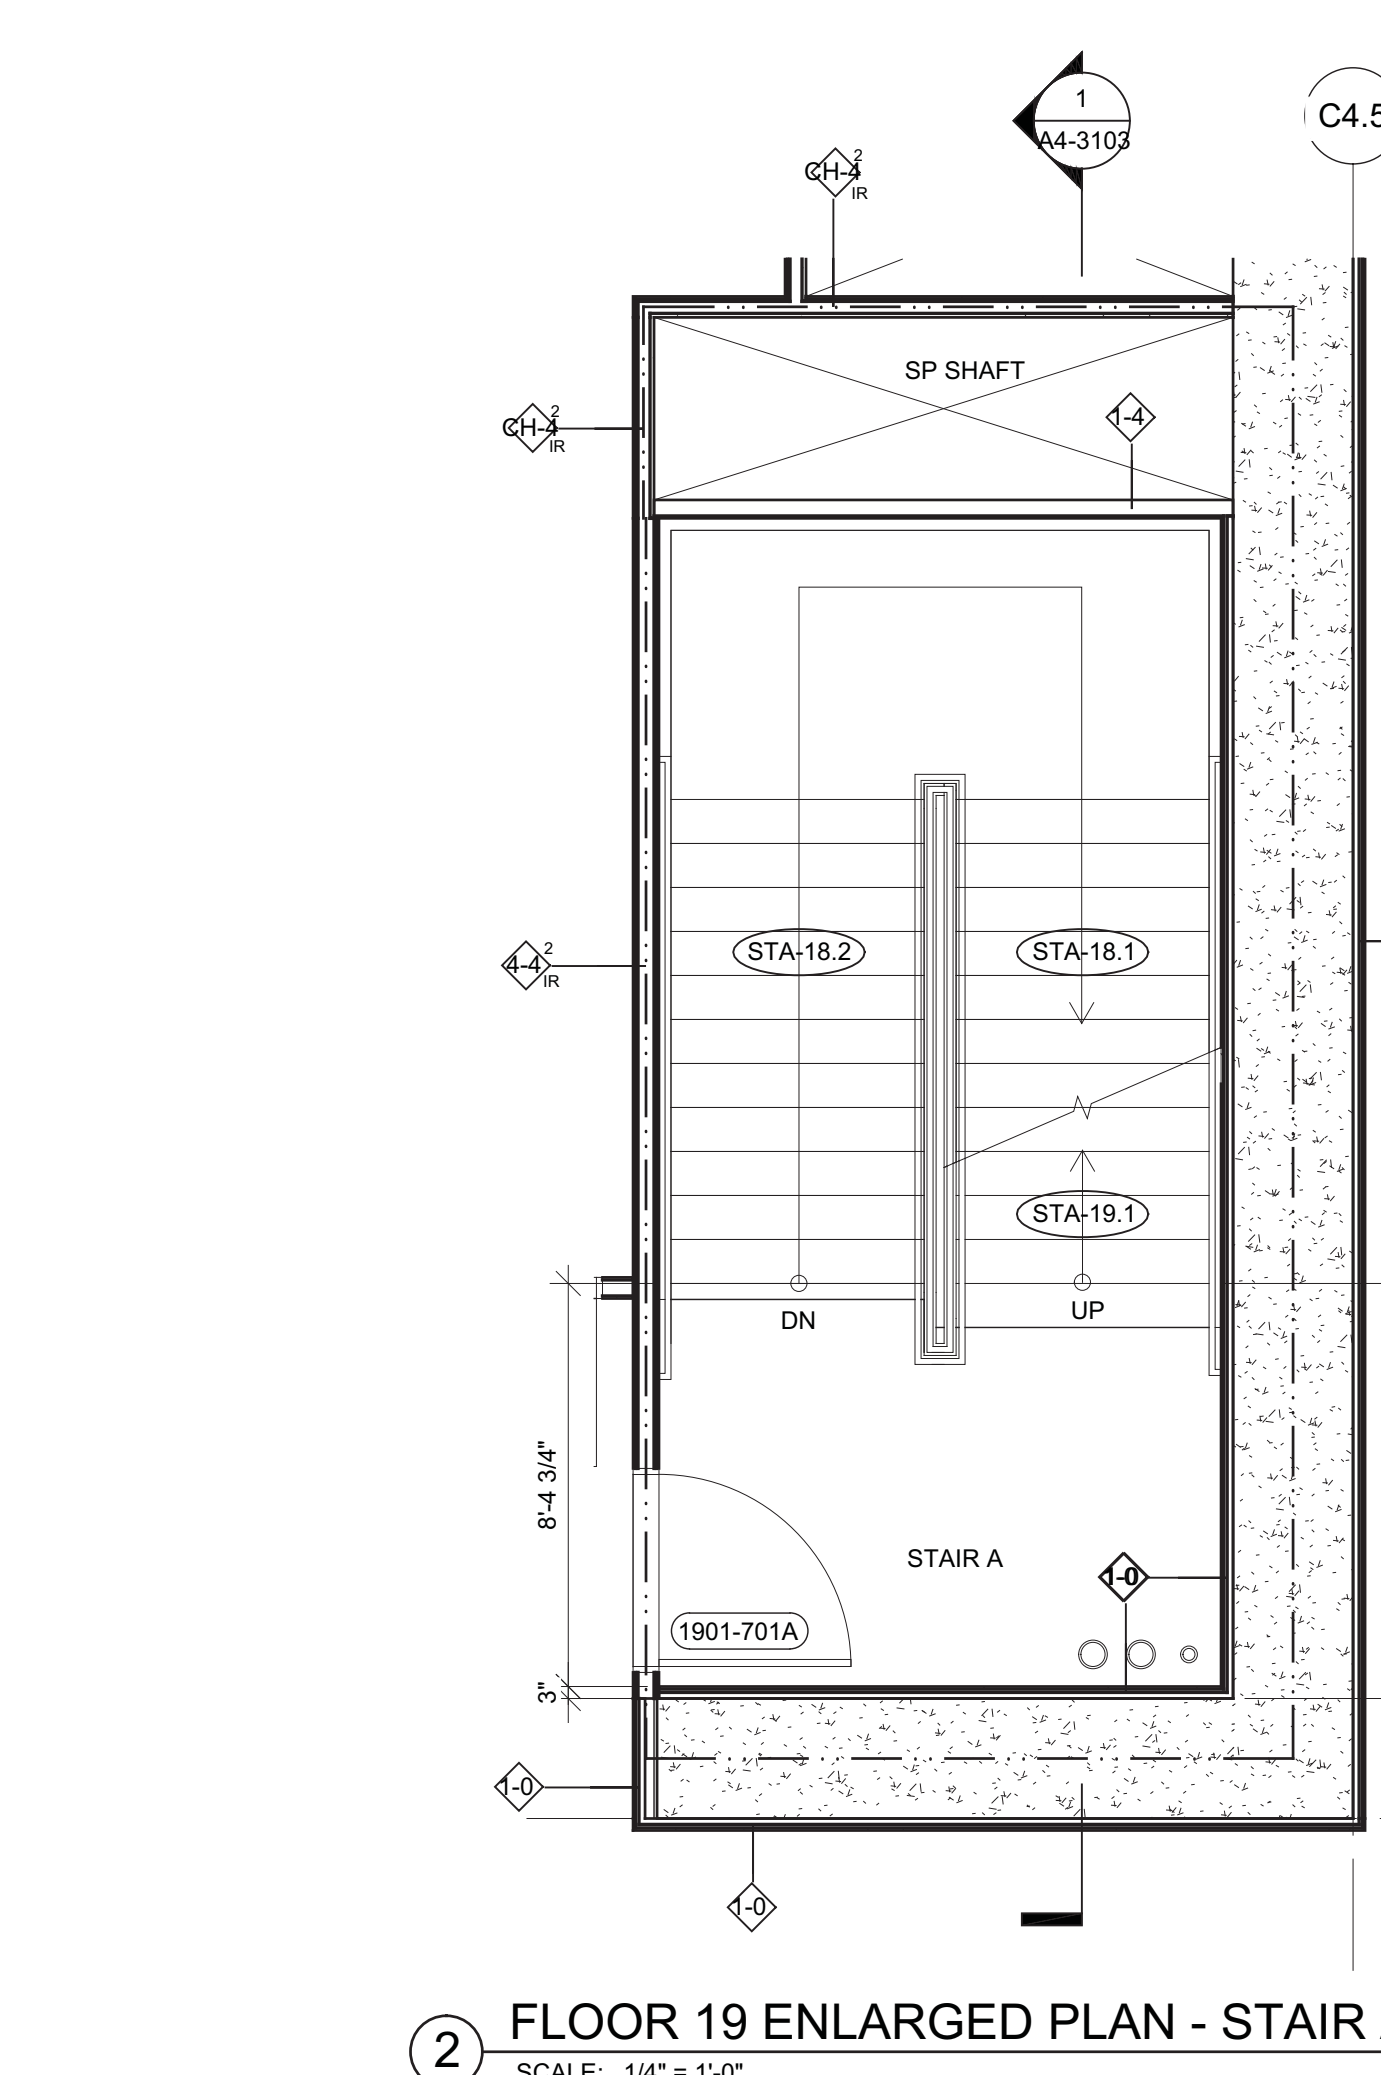 1
A4-3103
C4.5
CH-4
2
IR
SP SHAFT
1-4
CH-4
2
IR
STA-18.2
STA-18.1
4-4
2
IR
STA-19.1
DN
UP
8'-4 3/4"
STAIR A
1-0
1901-701A
3"
1-0
1-0
2
FLOOR 19 ENLARGED PLAN - STAIR
SCALE: 1/4" = 1'-0"